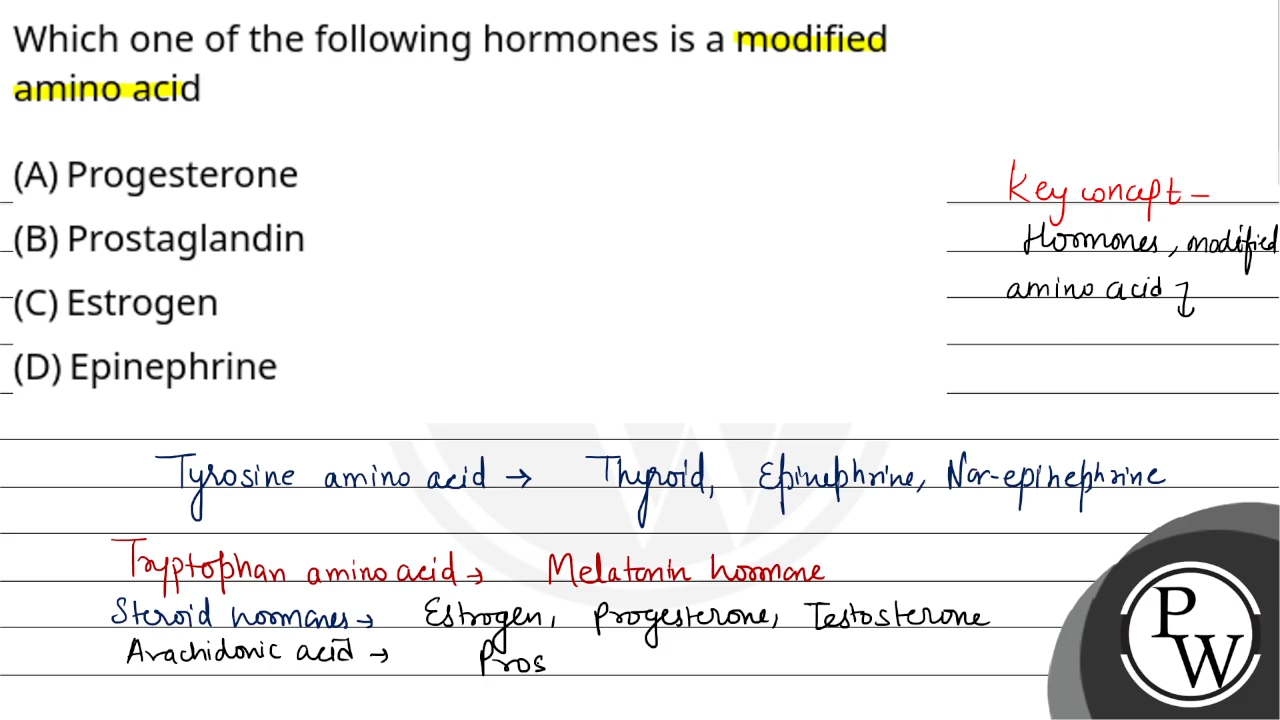 Which one of the following hormones is a modified
amino acid
(A) Progesterone
(B) Prostaglandin
(C) Estrogen
(D) Epinephrine
Key concept -
Hormones, modified
amino acid
Tyrosine amino acid → Thyroid, Epinephrine, Nor-epinephrine
Tryptophan amino acid → Melatonin hormone
Steroid hormones → Estrogen, Progesterone, Testosterone
Arachidonic acid → Pros
P
W